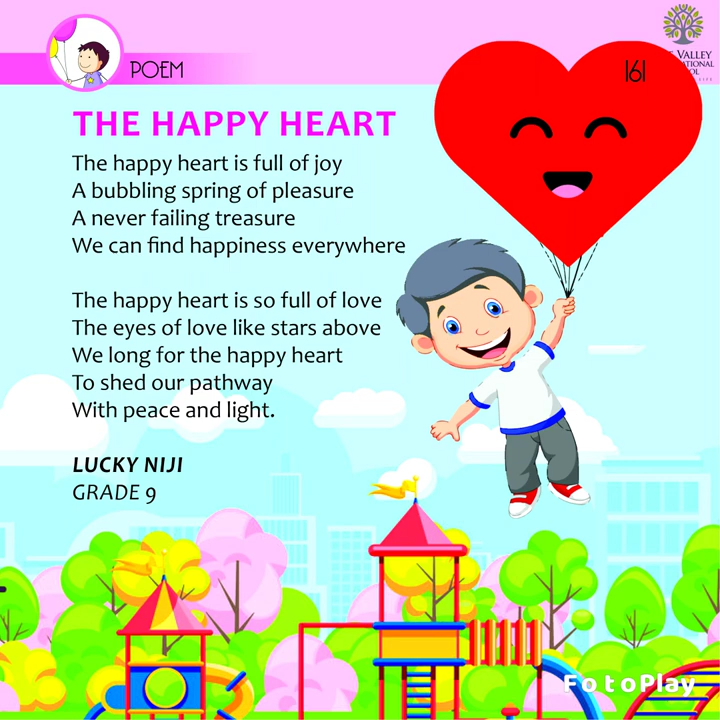 POEM
VALLEY
161
THE HAPPY HEART
The happy heart is full of joy
A bubbling spring of pleasure
A never failing treasure
We can find happiness everywhere
The happy heart is so full of love
The eyes of love like stars above
We long for the happy heart
To shed our pathway
With peace and light.
LUCKY NIJI
GRADE 9
FotoPlay